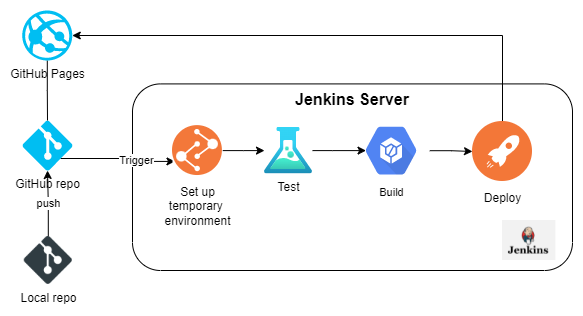 GitHub Pages
Jenkins Server
GitHub repo
Trigger
Set up
temporary
environment
Test
Build
Deploy
push
Jenkins
Local repo